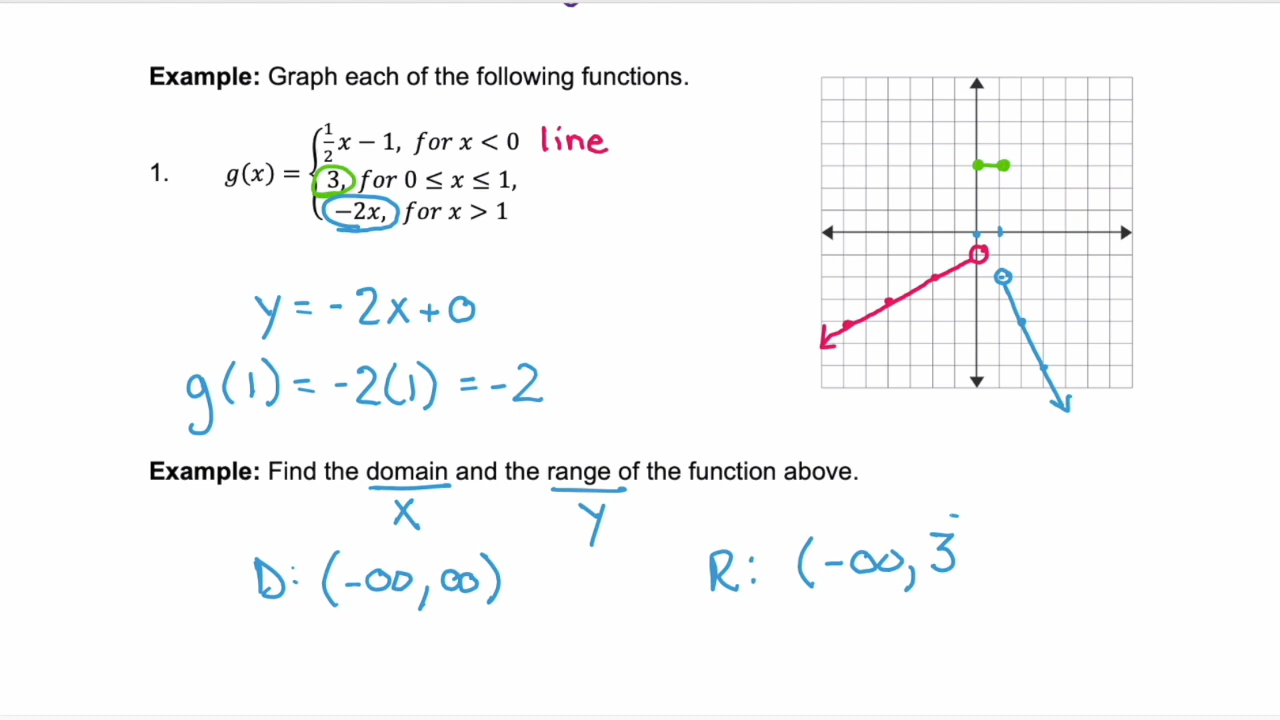 Example: Graph each of the following functions.
1. g(x) = { 1/2 x − 1, for x < 0 line
3, for 0 ≤ x ≤ 1,
−2x, for x > 1
y = -2x+0
g(1) = -2(1) = -2
Example: Find the domain and the range of the function above.
x y
D: (-∞,∞) R: (-∞,3